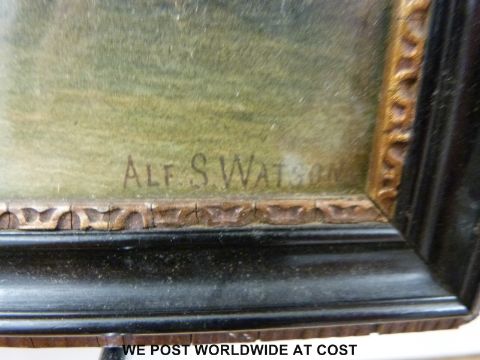 ALF. S. WATSON
WE POST WORLDWIDE AT COST